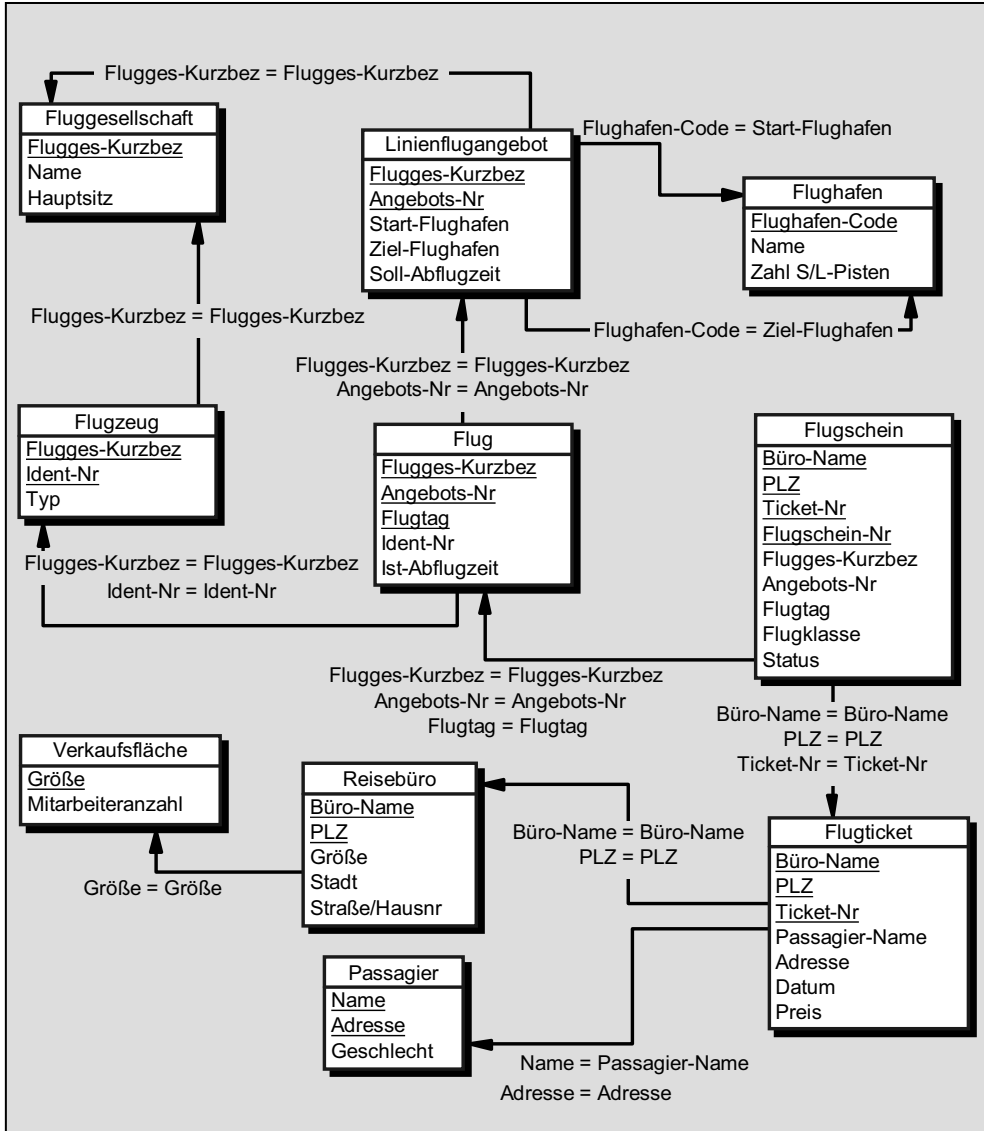 Flugges-Kurzbez = Flugges-Kurzbez
Fluggesellschaft
Flugges-Kurzbez
Name
Hauptsitz
Linienflugangebot
Flugges-Kurzbez
Angebots-Nr
Start-Flughafen
Ziel-Flughafen
Soll-Abflugzeit
Flughafen-Code = Start-Flughafen
Flughafen
Flughafen-Code
Name
Zahl S/L-Pisten
Flughafen-Code = Ziel-Flughafen
Flugges-Kurzbez = Flugges-Kurzbez
Flugges-Kurzbez = Flugges-Kurzbez
Angebots-Nr = Angebots-Nr
Flugzeug
Flugges-Kurzbez
Ident-Nr
Typ
Flug
Flugges-Kurzbez
Angebots-Nr
Flugtag
Ident-Nr
Ist-Abflugzeit
Flugschein
Büro-Name
PLZ
Ticket-Nr
Flugschein-Nr
Flugges-Kurzbez
Angebots-Nr
Flugtag
Flugklasse
Status
Flugges-Kurzbez = Flugges-Kurzbez
Ident-Nr = Ident-Nr
Flugges-Kurzbez = Flugges-Kurzbez
Angebots-Nr = Angebots-Nr
Flugtag = Flugtag
Büro-Name = Büro-Name
PLZ = PLZ
Ticket-Nr = Ticket-Nr
Verkaufsfläche
Größe
Mitarbeiteranzahl
Reisebüro
Büro-Name
PLZ
Größe
Stadt
Straße/Hausnr
Büro-Name = Büro-Name
PLZ = PLZ
Flugticket
Büro-Name
PLZ
Ticket-Nr
Passagier-Name
Adresse
Datum
Preis
Größe = Größe
Passagier
Name
Adresse
Geschlecht
Name = Passagier-Name
Adresse = Adresse